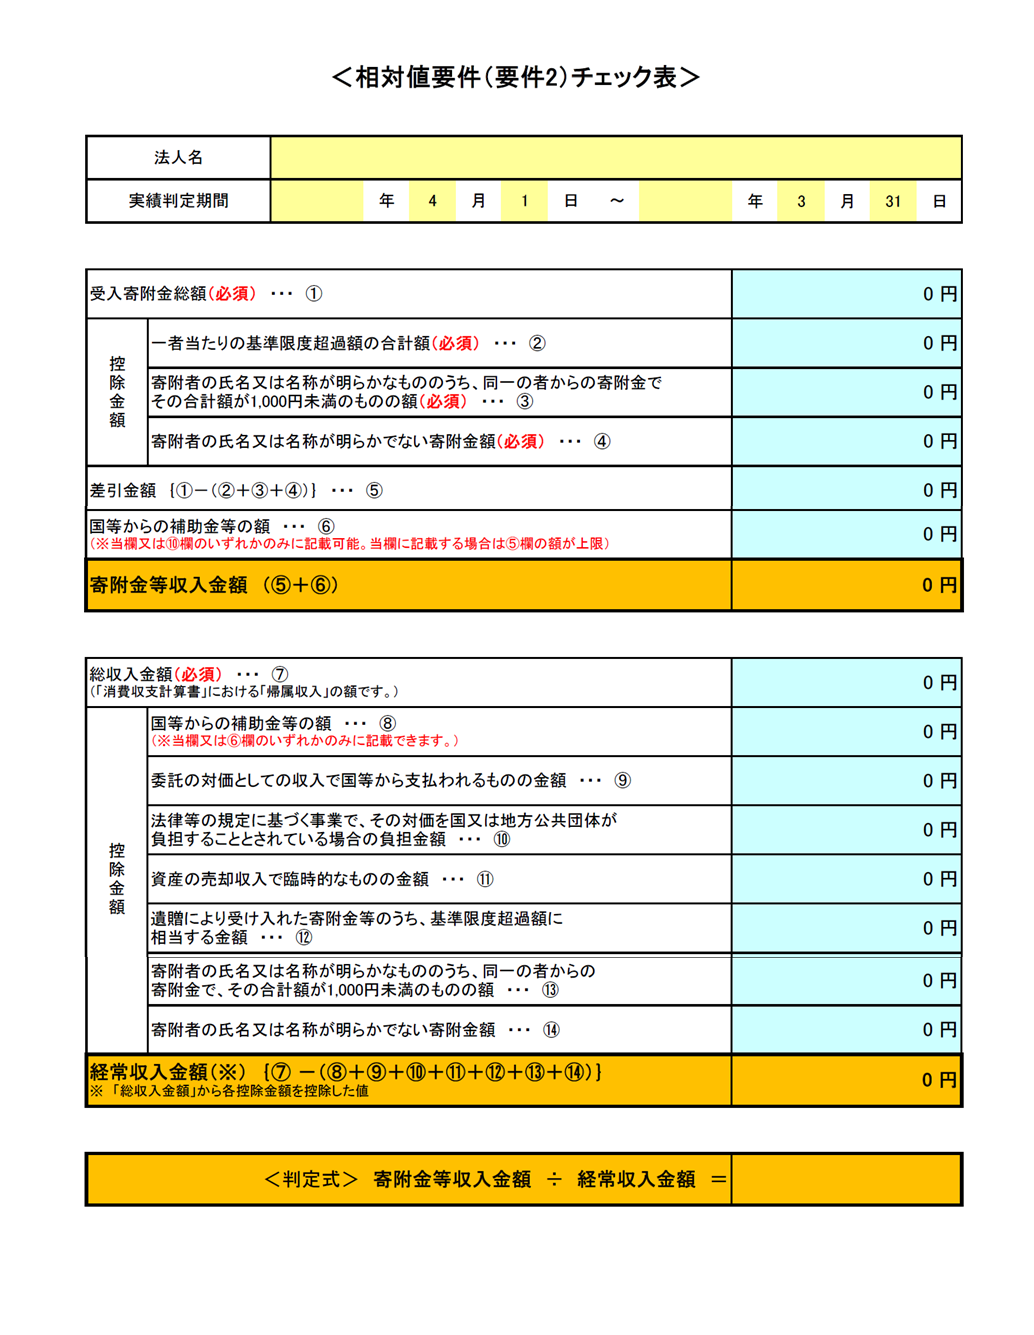 ＜相対値要件（要件2）チェック表＞
法人名
実績判定期間 年 4 月 1 日 ～ 年 3 月 31 日
受入寄附金総額（必須） ・・・ ① 0 円
控除金額
一者当たりの基準限度超過額の合計額（必須） ・・・ ② 0 円
寄附者の氏名又は名称が明らかなもののうち、同一の者からの寄附金で
その合計額が1,000円未満のものの額（必須） ・・・ ③ 0 円
寄附者の氏名又は名称が明らかでない寄附金額（必須） ・・・ ④ 0 円
差引金額 {①－（②＋③＋④）} ・・・ ⑤ 0 円
国等からの補助金等の額 ・・・ ⑥ 0 円
（※当欄又は⑩欄のいずれかのみに記載可能。当欄に記載する場合は⑤欄の額が上限）
寄附金等収入金額 （⑤＋⑥） 0 円
総収入金額（必須） ・・・ ⑦ 0 円
（「消費収支計算書」における「帰属収入」の額です。）
控除金額
国等からの補助金等の額 ・・・ ⑧ 0 円
（※当欄又は⑥欄のいずれかのみに記載できます。）
委託の対価としての収入で国等から支払われるものの金額 ・・・ ⑨ 0 円
法律等の規定に基づく事業で、その対価を国又は地方公共団体が
負担することとされている場合の負担金額 ・・・ ⑩ 0 円
資産の売却収入で臨時的なものの金額 ・・・ ⑪ 0 円
遺贈により受け入れた寄附金等のうち、基準限度超過額に
相当する金額 ・・・ ⑫ 0 円
寄附者の氏名又は名称が明らかなもののうち、同一の者からの
寄附金で、その合計額が1,000円未満のものの額 ・・・ ⑬ 0 円
寄附者の氏名又は名称が明らかでない寄附金額 ・・・ ⑭ 0 円
経常収入金額（※） {⑦ －（⑧＋⑨＋⑩＋⑪＋⑫＋⑬＋⑭）} 0 円
※ 「総収入金額」から各控除金額を控除した値
＜判定式＞ 寄附金等収入金額 ÷ 経常収入金額 ＝